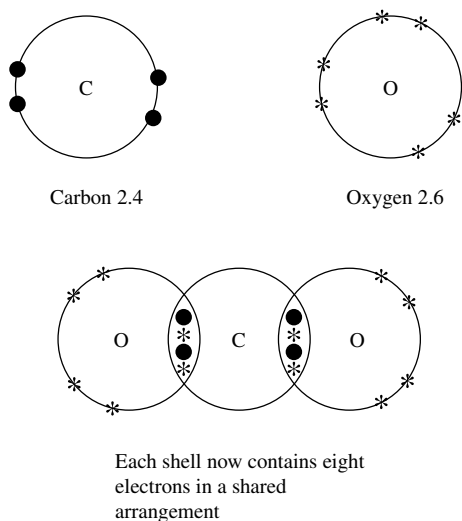 C
O
Carbon 2.4
Oxygen 2.6
O
C
O
Each shell now contains eight
electrons in a shared
arrangement